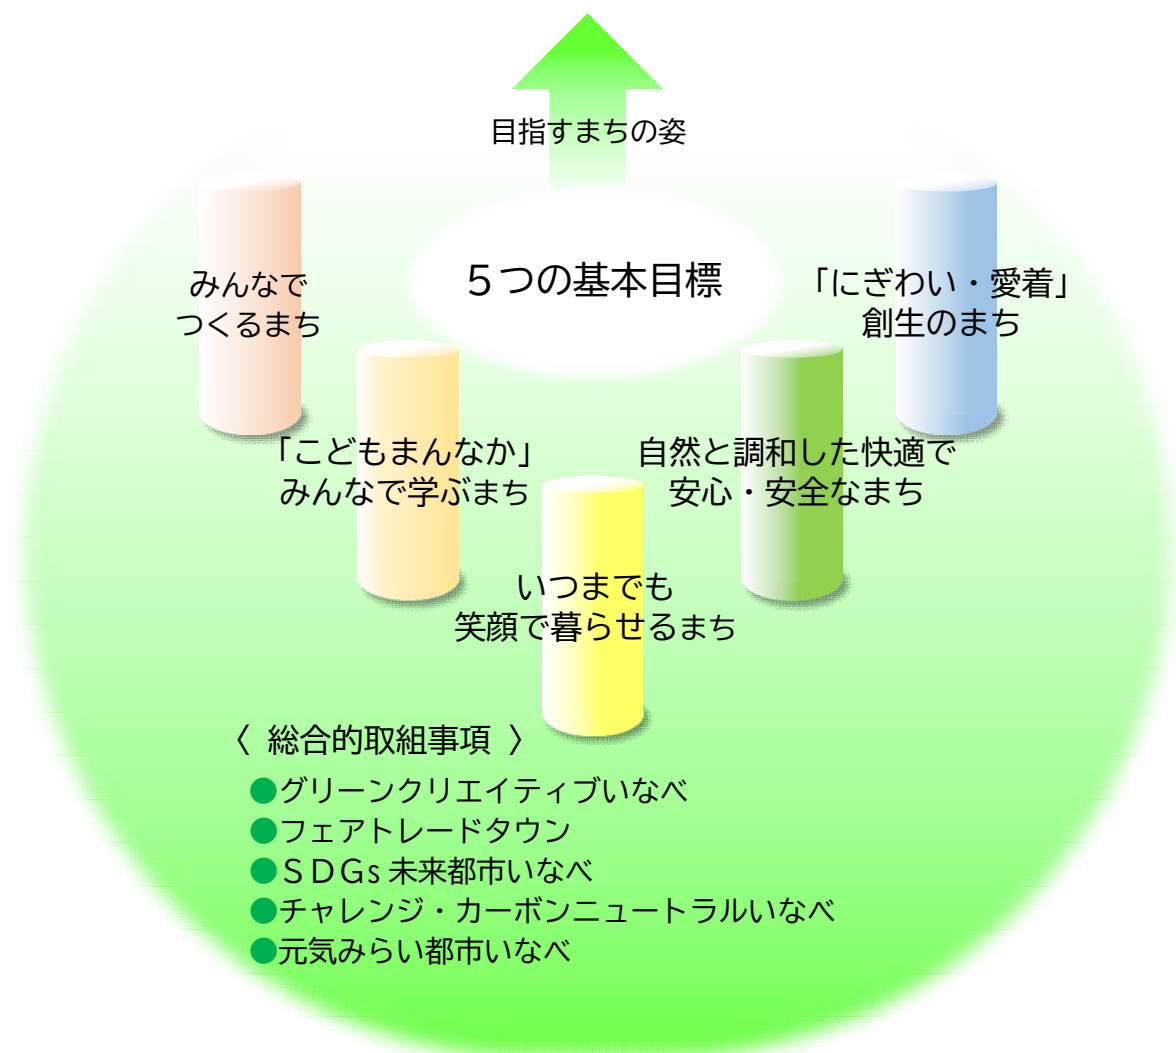 目指すまちの姿
５つの基本目標
みんなで
つくるまち
「こどもまんなか」
みんなで学ぶまち
いつまでも
笑顔で暮らせるまち
自然と調和した快適で
安心・安全なまち
「にぎわい・愛着」
創生のまち
〈 総合的取組事項 〉
●グリーンクリエイティブいなべ
●フェアトレードタウン
●ＳＤＧs 未来都市いなべ
●チャレンジ・カーボンニュートラルいなべ
●元気みらい都市いなべ